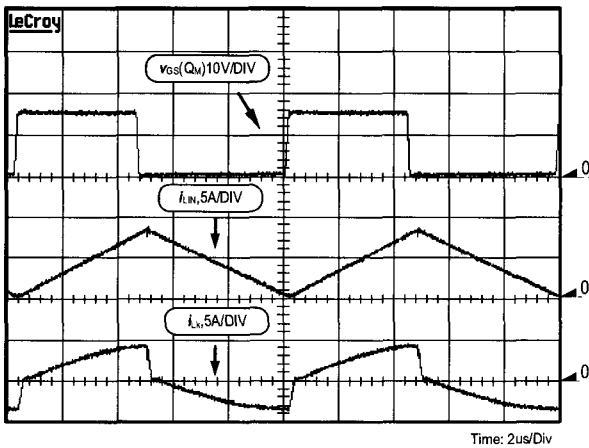 LeCroy
vGS(QM)10V/DIV
0
iLIN,5A/DIV
0
iLk,5A/DIV
0
Time: 2us/Div